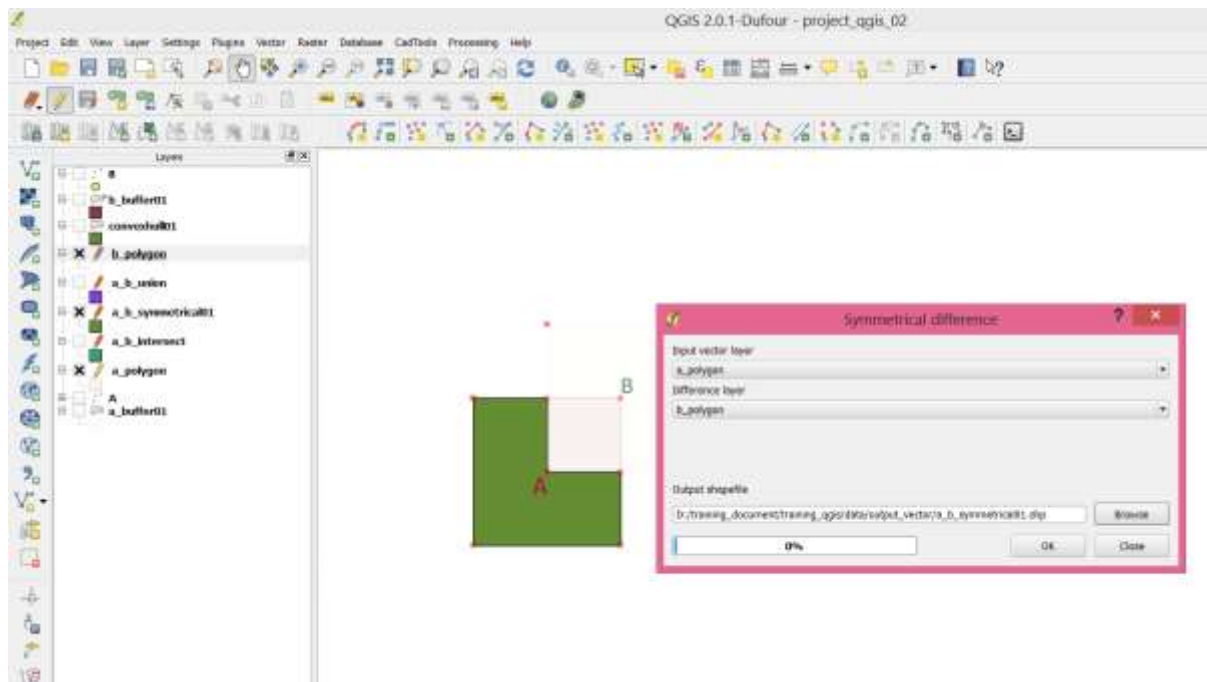 QGIS 2.0.1-Dufour - project_qgis_02
Project Edit View Layer Settings Plugins Vector Raster Database CadTools Processing Help
Layers
B
b_buffer01
convexhull01
b_polygon
a_b_union
a_b_symmetrical01
a_b_intersect
a_polygon
A
a_buffer01
B
A
Symmetrical difference
Input vector layer
a_polygon
Difference layer
b_polygon
Output shapefile
D:/training_document/training_qgis/data/output_vector/a_b_symmetrical01.shp
Browse
0%
OK
Close